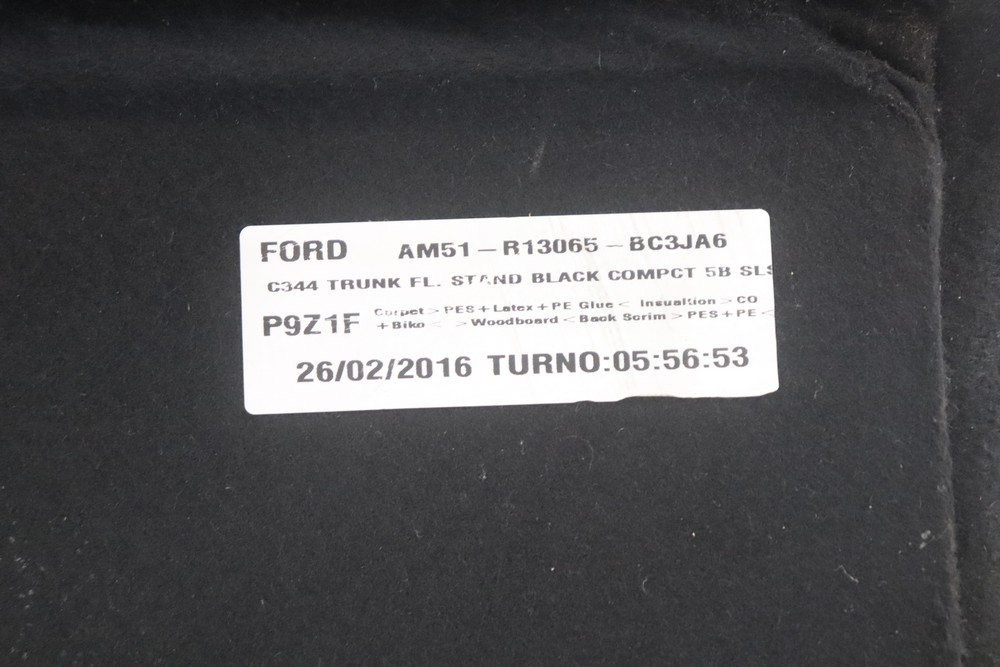 FORD AM51-R13065-BC3JA6
C344 TRUNK FL. STAND BLACK COMPCT 5B SLS
P9Z1F Carpet > PES + Latex + PE Glue < Insualtion > CO
+ Biko < > Woodboard < Back Scrim > PES + PE <
26/02/2016 TURNO:05:56:53